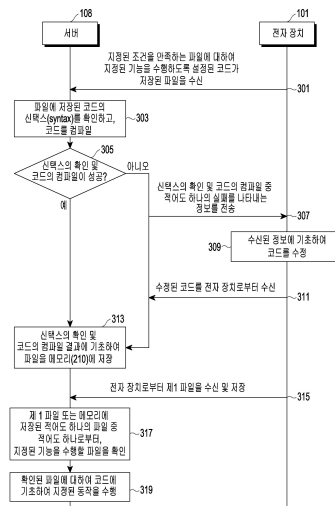 108
101
서버
전자 장치
지정된 조건을 만족하는 파일에 대하여
지정된 기능을 수행하도록 설정된 코드가
저장된 파일을 수신
301
파일에 저장된 코드의
신택스(syntax)를 확인하고,
코드를 컴파일
303
305
신택스의 확인 및
코드의 컴파일이 성공?
아니오
예
신택스의 확인 및 코드의 컴파일 중
적어도 하나의 실패를 나타내는
정보를 전송
307
309
수신된 정보에 기초하여
코드를 수정
수정된 코드를 전자 장치로부터 수신
311
313
신택스의 확인 및
코드의 컴파일 결과에 기초하여
파일을 메모리(210)에 저장
전자 장치로부터 제1 파일을 수신 및 저장
315
제 1 파일 또는 메모리에
저장된 적어도 하나의 파일 중
적어도 하나로부터,
지정된 기능을 수행할 파일을 확인
317
확인된 파일에 대하여 코드에
기초하여 지정된 동작을 수행
319